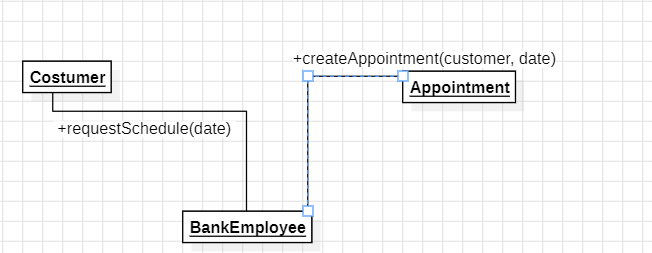 +createAppointment(customer, date)
Costumer
Appointment
+requestSchedule(date)
BankEmployee